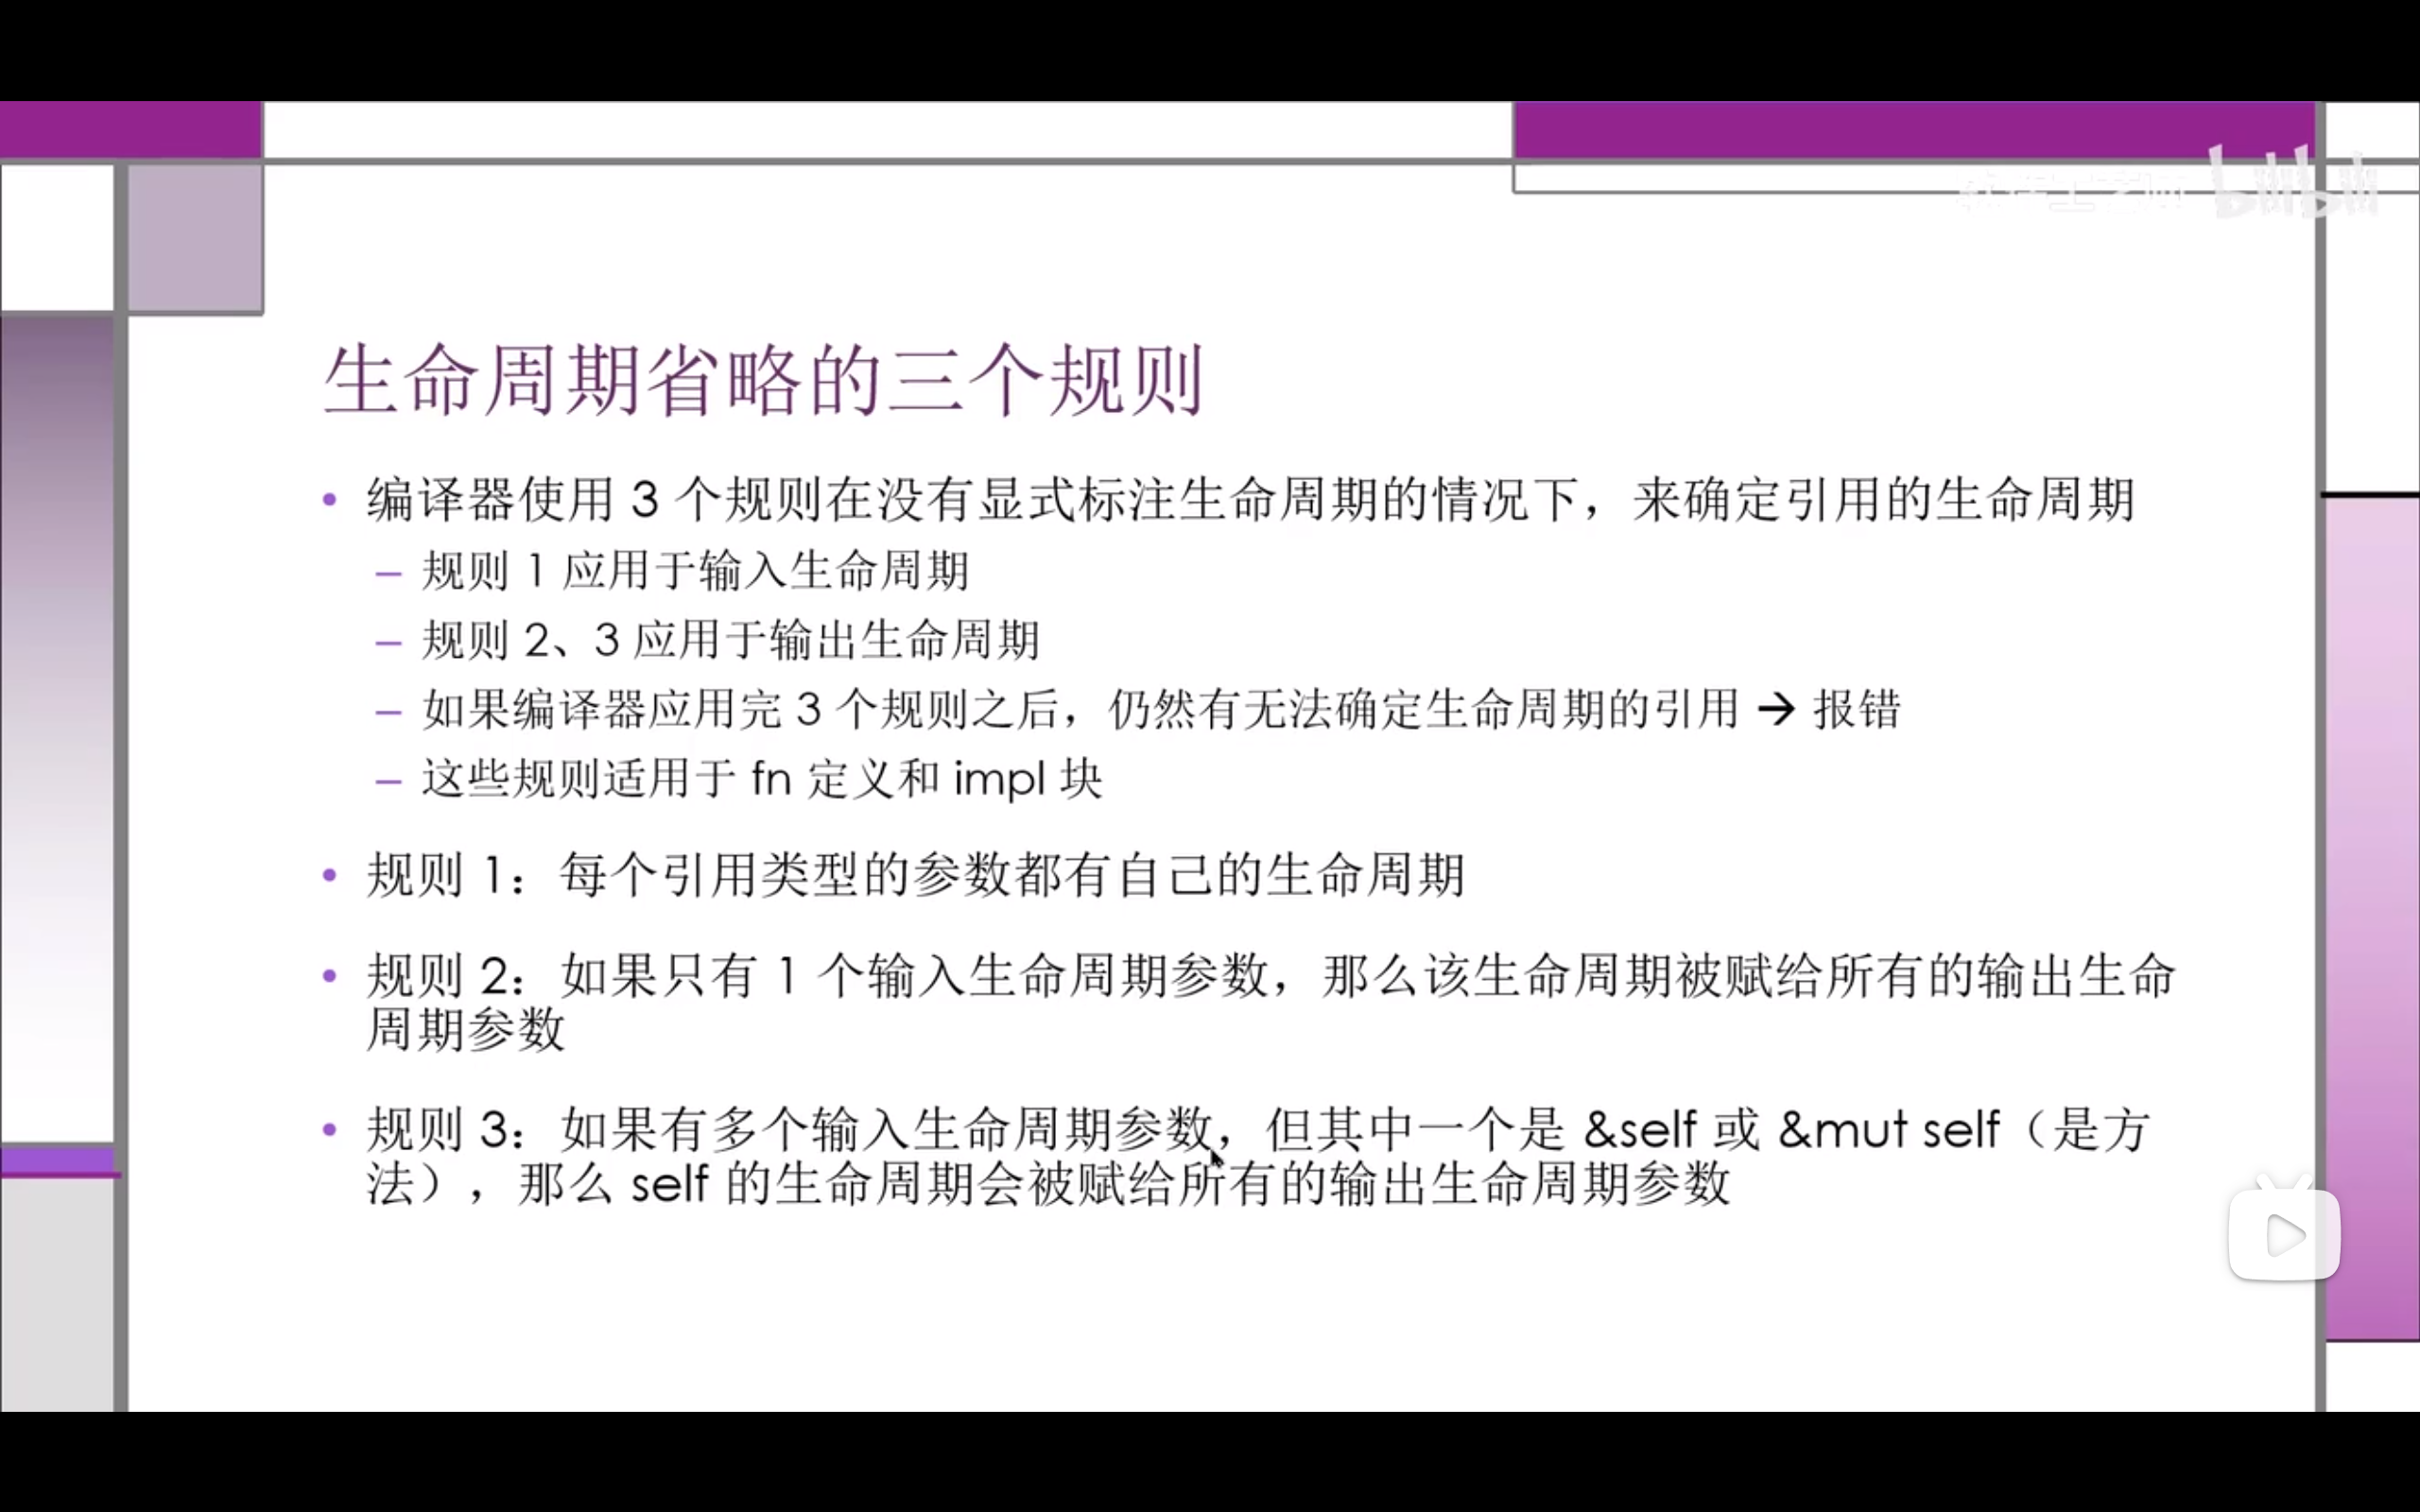 bilibili
生命周期省略的三个规则
• 编译器使用 3 个规则在没有显式标注生命周期的情况下，来确定引用的生命周期
– 规则 1 应用于输入生命周期
– 规则 2、3 应用于输出生命周期
– 如果编译器应用完 3 个规则之后，仍然有无法确定生命周期的引用 → 报错
– 这些规则适用于 fn 定义和 impl 块
• 规则 1：每个引用类型的参数都有自己的生命周期
• 规则 2：如果只有 1 个输入生命周期参数，那么该生命周期被赋给所有的输出生命
周期参数
• 规则 3：如果有多个输入生命周期参数，但其中一个是 &self 或 &mut self（是方
法），那么 self 的生命周期会被赋给所有的输出生命周期参数